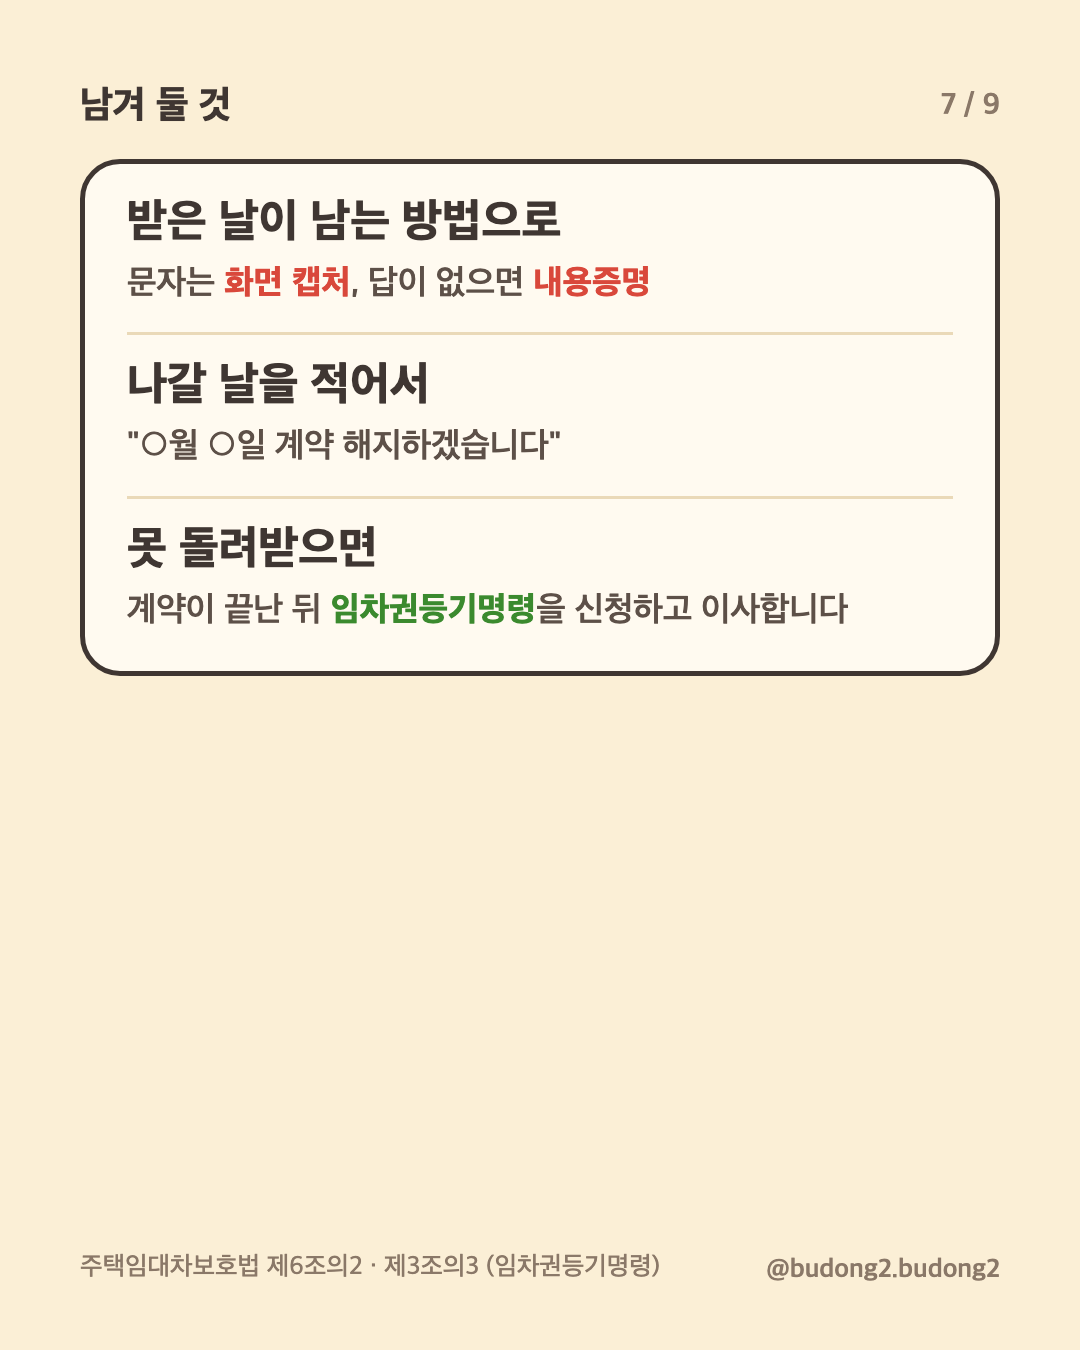 남겨 둘 것
7 / 9
받은 날이 남는 방법으로
문자는 화면 캡처, 답이 없으면 내용증명
나갈 날을 적어서
"○월 ○일 계약 해지하겠습니다"
못 돌려받으면
계약이 끝난 뒤 임차권등기명령을 신청하고 이사합니다
주택임대차보호법 제6조의2 · 제3조의3 (임차권등기명령)
@budong2.budong2